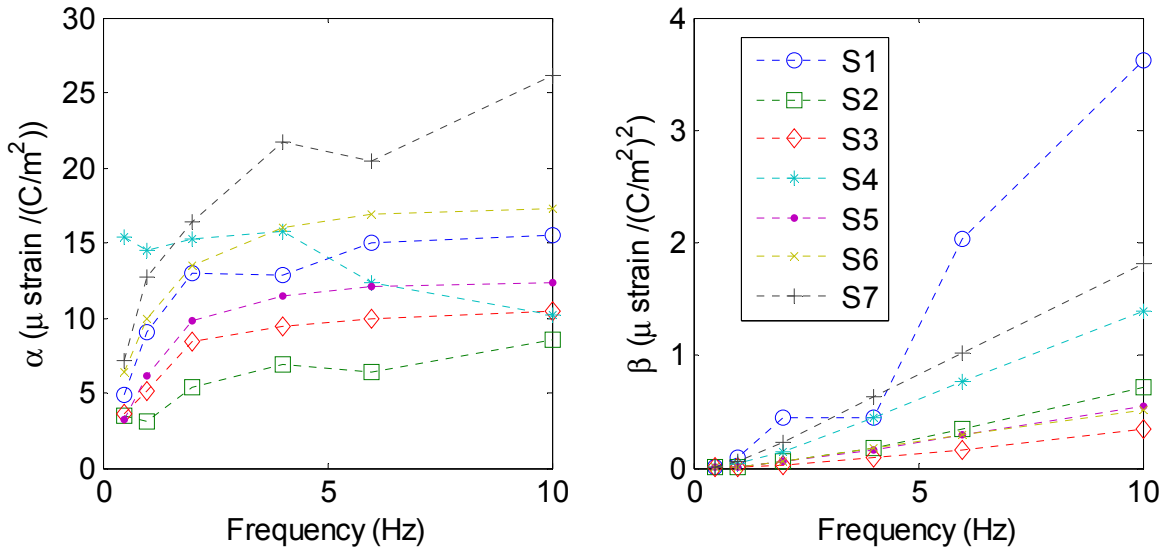 30
25
20
15
10
5
0
0
5
10
α (μ strain /(C/m²))
Frequency (Hz)
4
3
2
1
0
0
5
10
β (μ strain /(C/m²)²)
Frequency (Hz)
S1
S2
S3
S4
S5
S6
S7